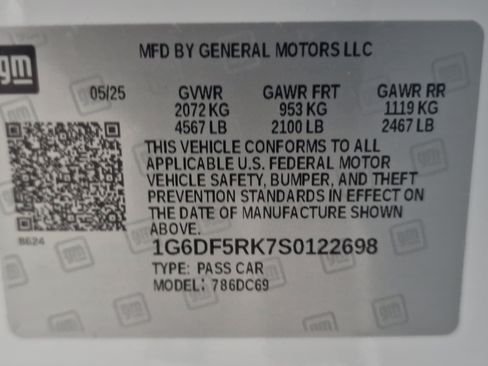 gm
MFD BY GENERAL MOTORS LLC
05/25 GVWR GAWR FRT GAWR RR
2072 KG 953 KG 1119 KG
4567 LB 2100 LB 2467 LB
THIS VEHICLE CONFORMS TO ALL
APPLICABLE U.S. FEDERAL MOTOR
VEHICLE SAFETY, BUMPER, AND THEFT
PREVENTION STANDARDS IN EFFECT ON
THE DATE OF MANUFACTURE SHOWN
ABOVE.
8624
1G6DF5RK7S0122698
TYPE: PASS CAR
MODEL: 786DC69